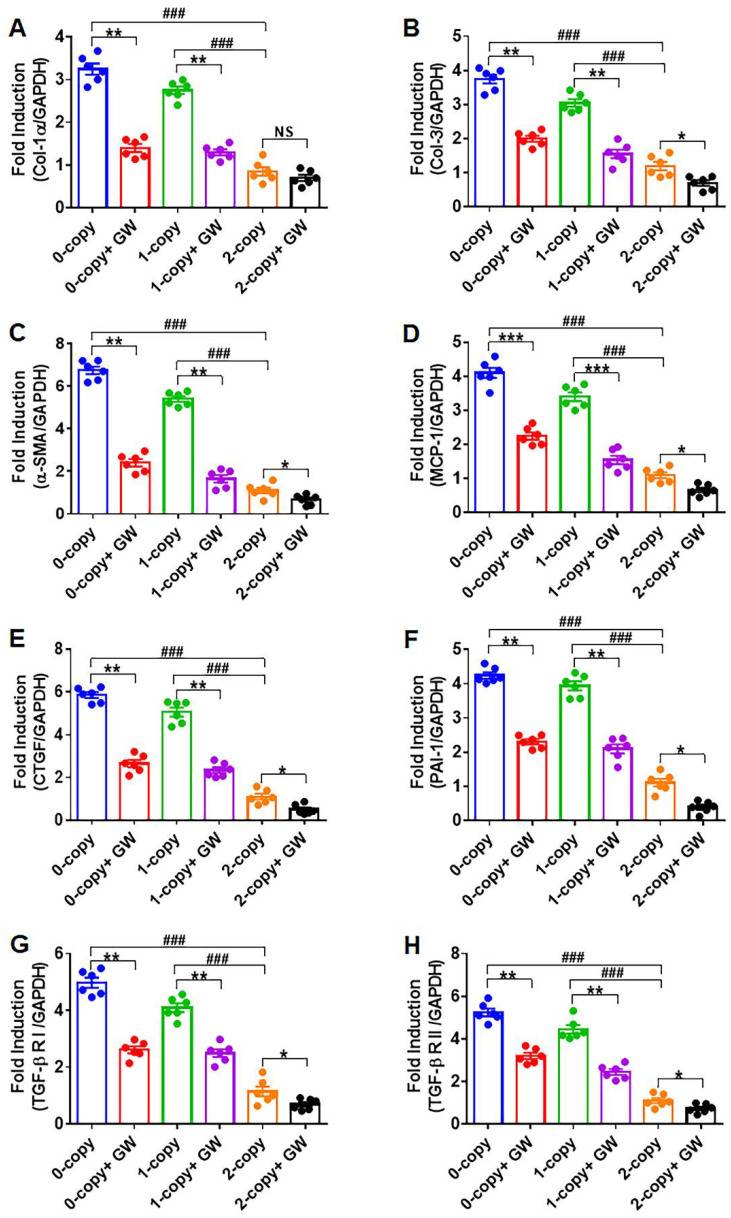 A
Fold Induction
(Col-1α/GAPDH)
###
**
###
**
NS
4
3
2
1
0
0-copy
0-copy+ GW
1-copy
1-copy+ GW
2-copy
2-copy+ GW
B
Fold Induction
(Col-3/GAPDH)
###
**
###
**
*
5
4
3
2
1
0
0-copy
0-copy+ GW
1-copy
1-copy+ GW
2-copy
2-copy+ GW
C
Fold Induction
(α-SMA/GAPDH)
###
**
###
**
*
8
6
4
2
0
0-copy
0-copy+ GW
1-copy
1-copy+ GW
2-copy
2-copy+ GW
D
Fold Induction
(MCP-1/GAPDH)
###
***
###
***
*
5
4
3
2
1
0
0-copy
0-copy+ GW
1-copy
1-copy+ GW
2-copy
2-copy+ GW
E
Fold Induction
(CTGF/GAPDH)
###
**
###
**
*
8
6
4
2
0
0-copy
0-copy+ GW
1-copy
1-copy+ GW
2-copy
2-copy+ GW
F
Fold Induction
(PAI-1/GAPDH)
###
**
###
**
*
5
4
3
2
1
0
0-copy
0-copy+ GW
1-copy
1-copy+ GW
2-copy
2-copy+ GW
G
Fold Induction
(TGF-β R I /GAPDH)
###
**
###
**
*
6
4
2
0
0-copy
0-copy+ GW
1-copy
1-copy+ GW
2-copy
2-copy+ GW
H
Fold Induction
(TGF-β R II /GAPDH)
###
**
###
**
*
8
6
4
2
0
0-copy
0-copy+ GW
1-copy
1-copy+ GW
2-copy
2-copy+ GW